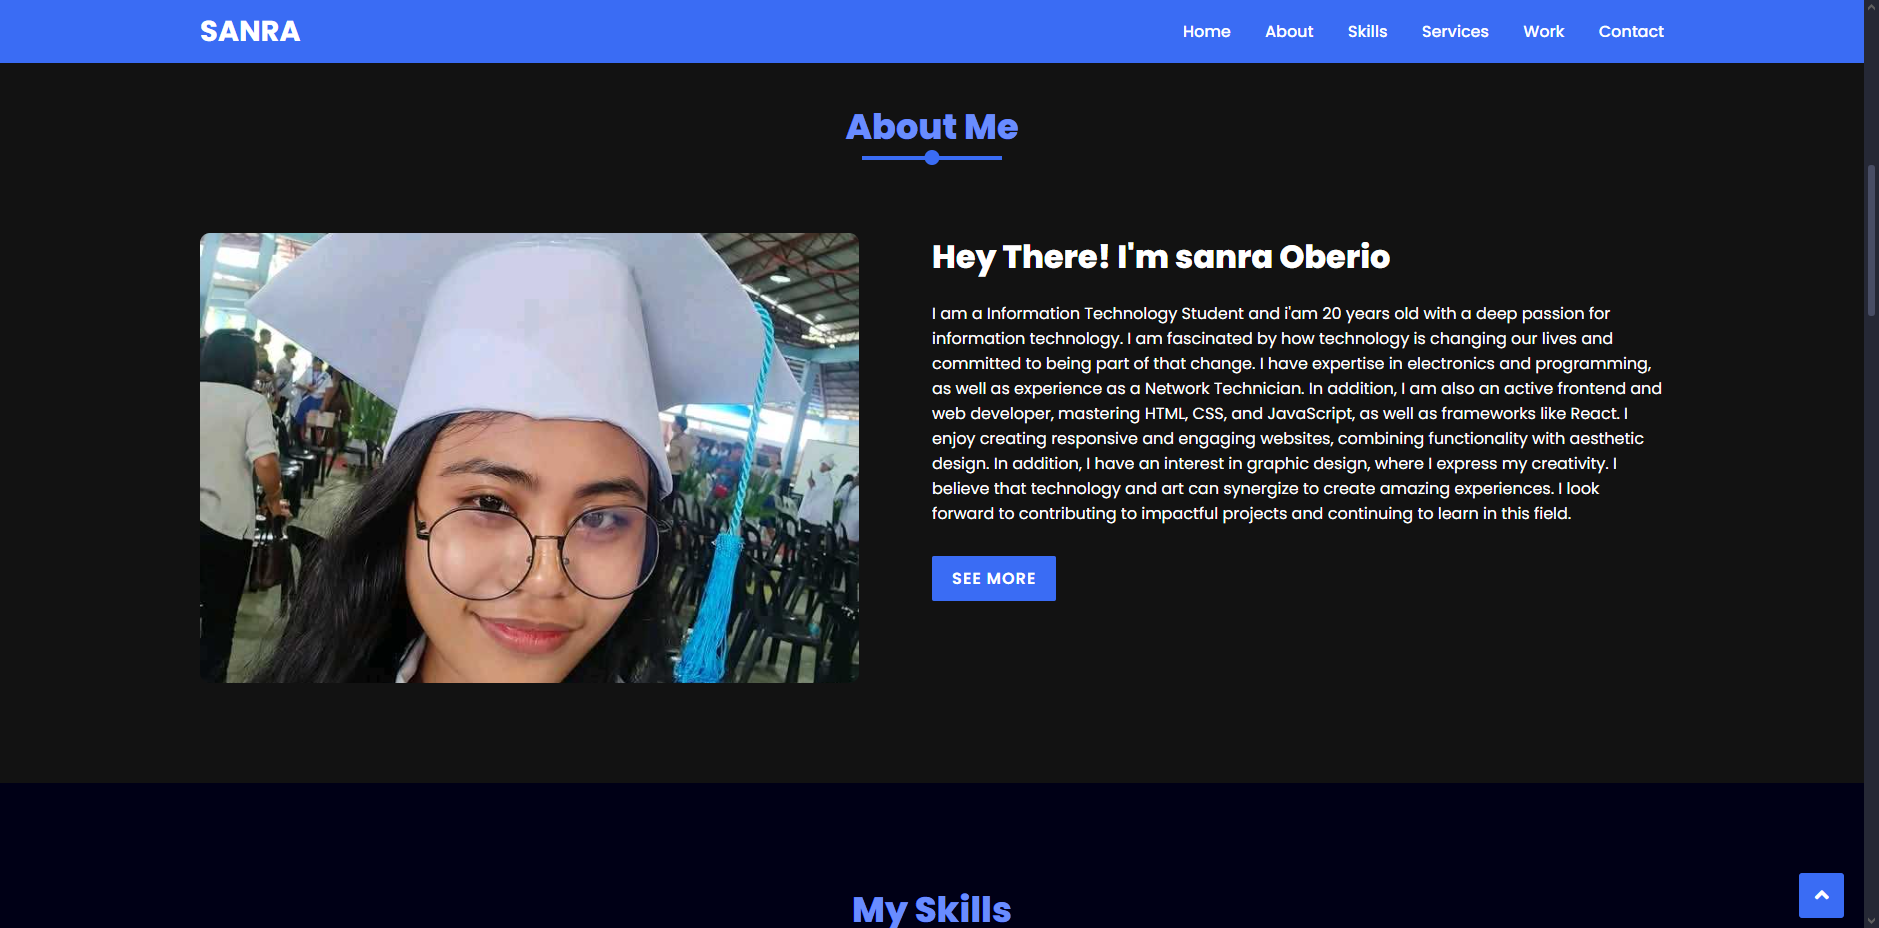 SANRA
Home About Skills Services Work Contact
About Me
Hey There! I'm sanra Oberio
I am a Information Technology Student and i'am 20 years old with a deep passion for
information technology. I am fascinated by how technology is changing our lives and
committed to being part of that change. I have expertise in electronics and programming,
as well as experience as a Network Technician. In addition, I am also an active frontend and
web developer, mastering HTML, CSS, and JavaScript, as well as frameworks like React. I
enjoy creating responsive and engaging websites, combining functionality with aesthetic
design. In addition, I have an interest in graphic design, where I express my creativity. I
believe that technology and art can synergize to create amazing experiences. I look
forward to contributing to impactful projects and continuing to learn in this field.
SEE MORE
My Skills